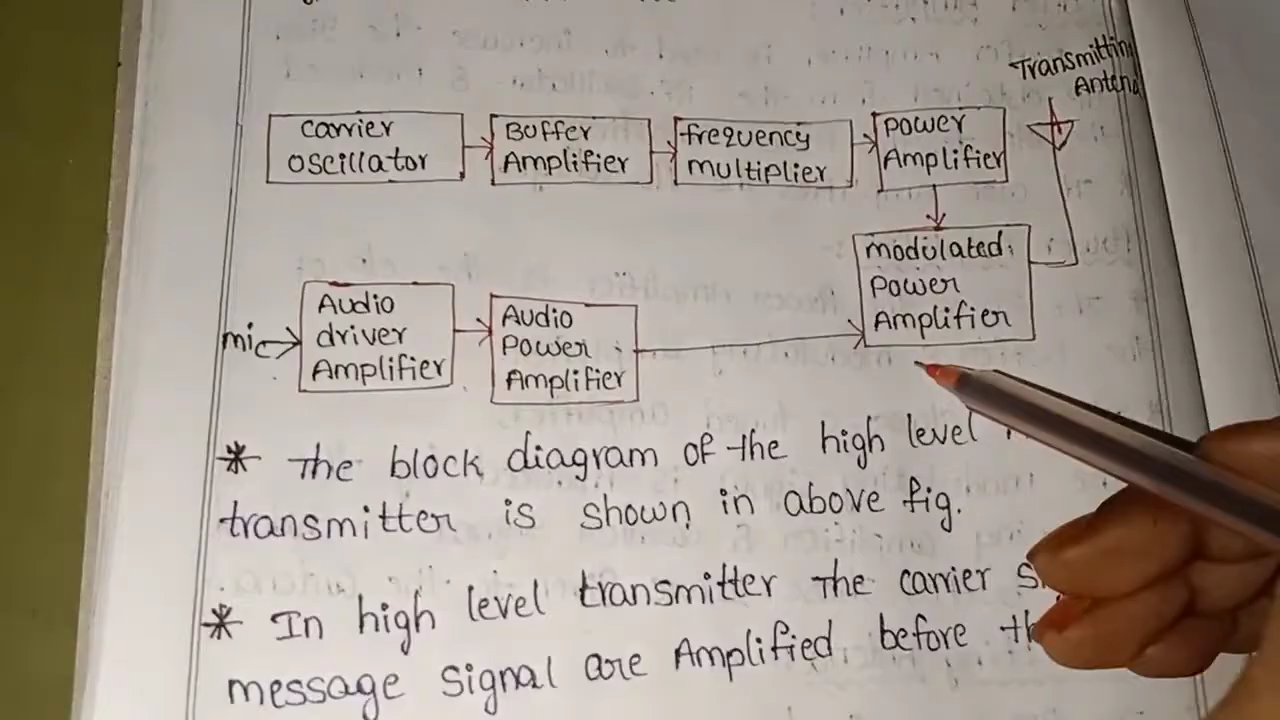 Transmitting
Antena
Carrier
oscillator
Buffer
Amplifier
frequency
multiplier
Power
Amplifier
modulated
Power
Amplifier
mic
Audio
driver
Amplifier
Audio
Power
Amplifier
* The block diagram of the high level
transmitter is shown in above fig.
* In high level transmitter The carrier
message signal are Amplified before